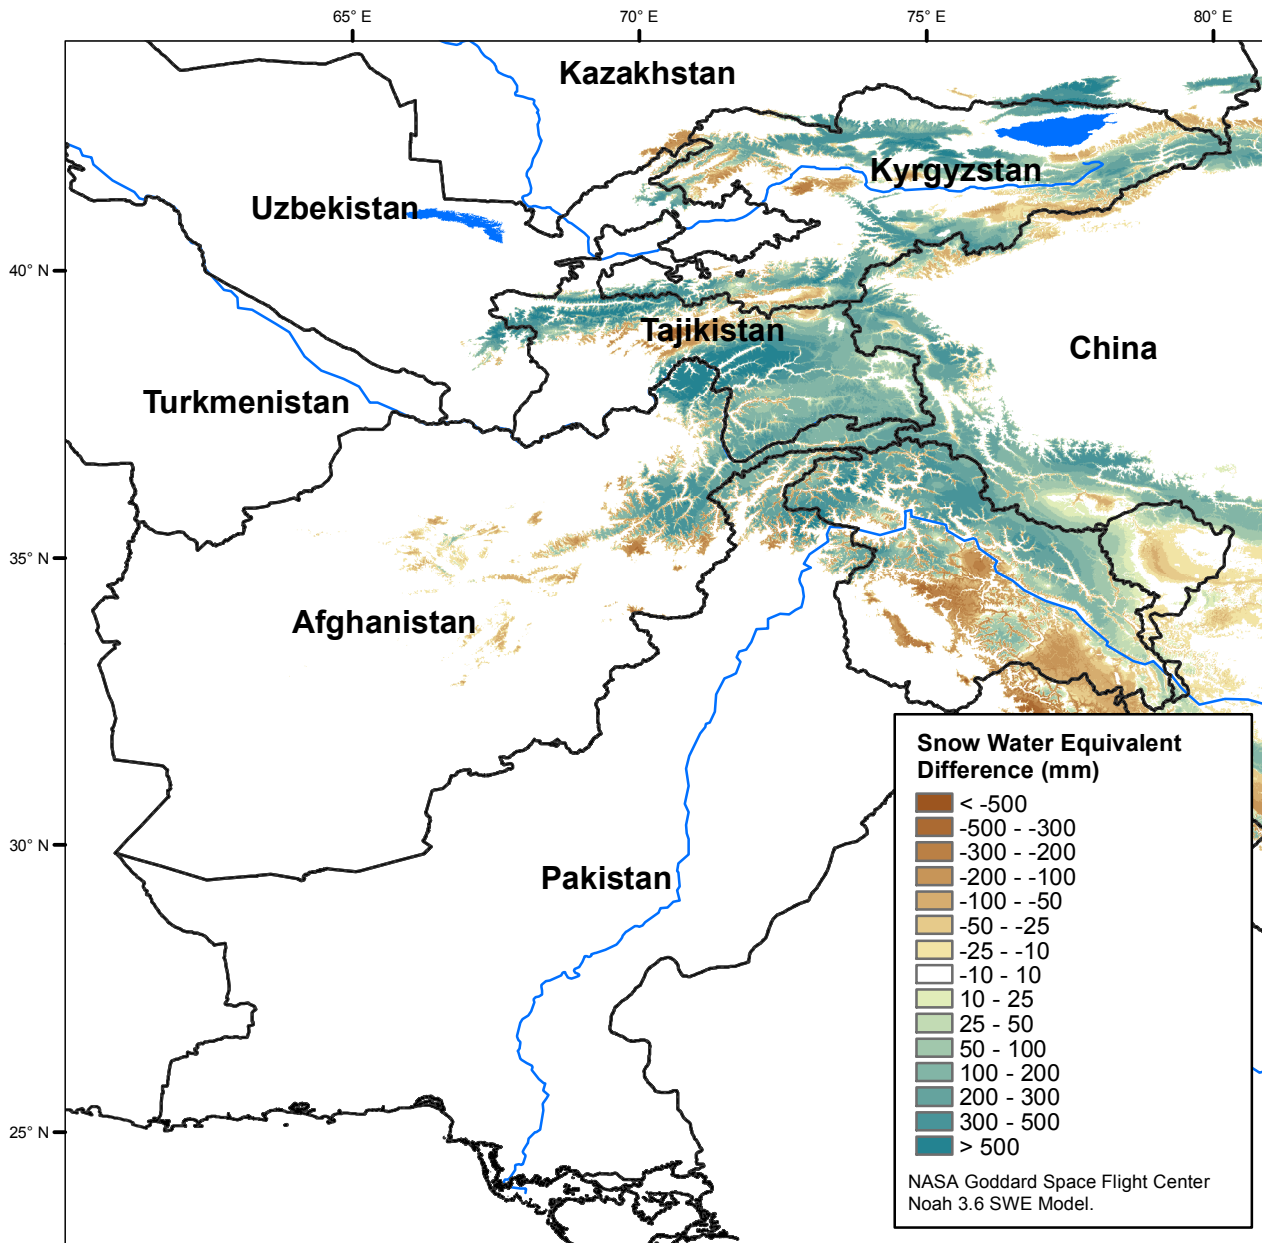 65° E
70° E
75° E
80° E
Kazakhstan
Kyrgyzstan
Uzbekistan
40° N
Tajikistan
China
Turkmenistan
35° N
Afghanistan
Snow Water Equivalent
Difference (mm)
< -500
-500 - -300
-300 - -200
-200 - -100
-100 - -50
-50 - -25
-25 - -10
-10 - 10
10 - 25
25 - 50
50 - 100
100 - 200
200 - 300
300 - 500
> 500
NASA Goddard Space Flight Center
Noah 3.6 SWE Model.
30° N
Pakistan
25° N